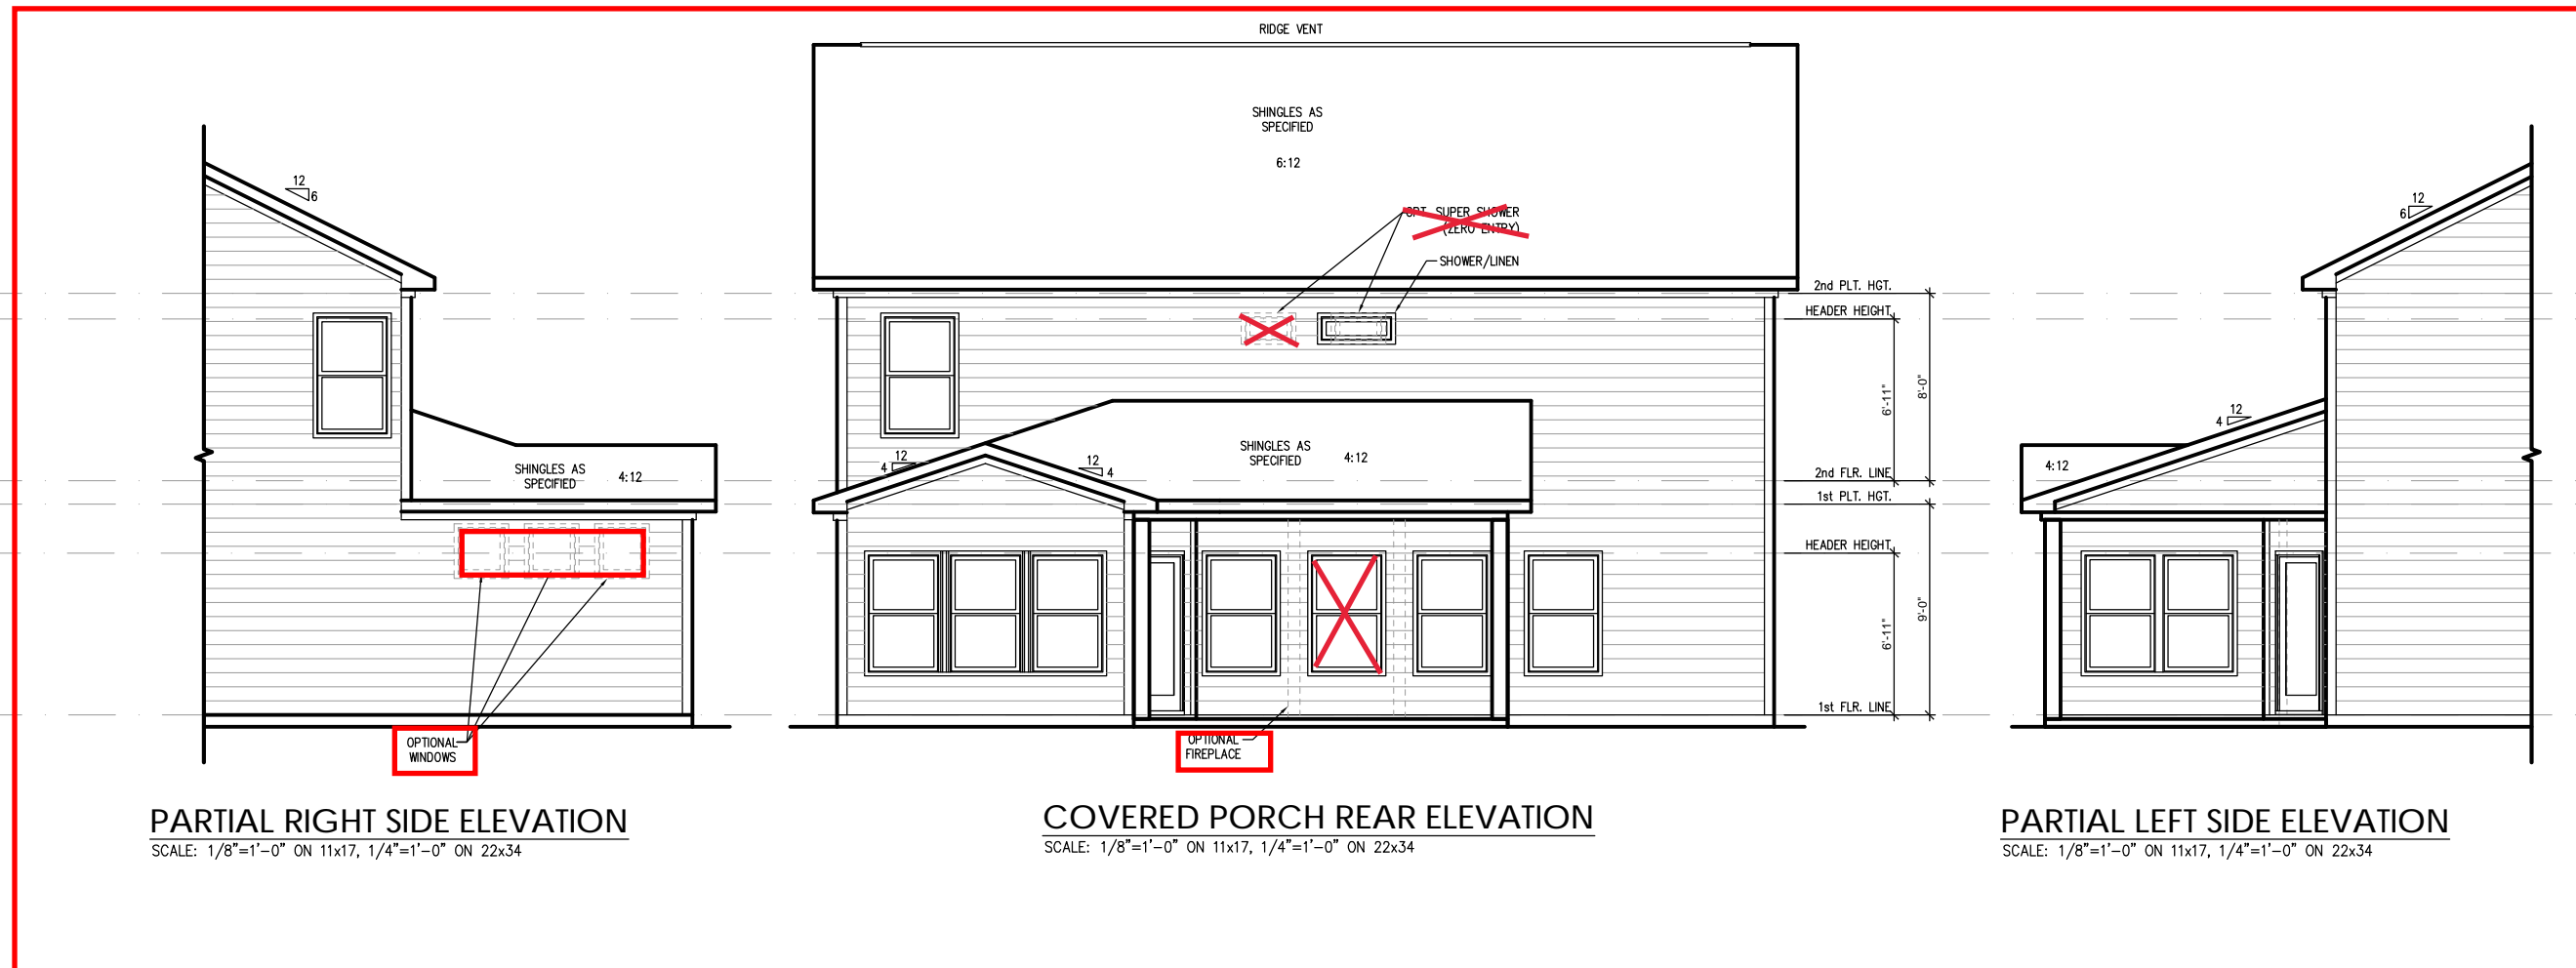 RIDGE VENT
SHINGLES AS
SPECIFIED
6:12
12
6
OPT. SUPER SHOWER
(ZERO ENTRY)
SHOWER/LINEN
12
6
2nd PLT. HGT.
HEADER HEIGHT
6'-11"
8'-0"
SHINGLES AS
SPECIFIED
4:12
12
4
12
4
SHINGLES AS
SPECIFIED
4:12
2nd FLR. LINE
1st PLT. HGT.
12
4
4:12
HEADER HEIGHT
6'-11"
9'-0"
1st FLR. LINE
OPTIONAL
WINDOWS
OPTIONAL
FIREPLACE
PARTIAL RIGHT SIDE ELEVATION
SCALE: 1/8"=1'-0" ON 11x17, 1/4"=1'-0" ON 22x34
COVERED PORCH REAR ELEVATION
SCALE: 1/8"=1'-0" ON 11x17, 1/4"=1'-0" ON 22x34
PARTIAL LEFT SIDE ELEVATION
SCALE: 1/8"=1'-0" ON 11x17, 1/4"=1'-0" ON 22x34